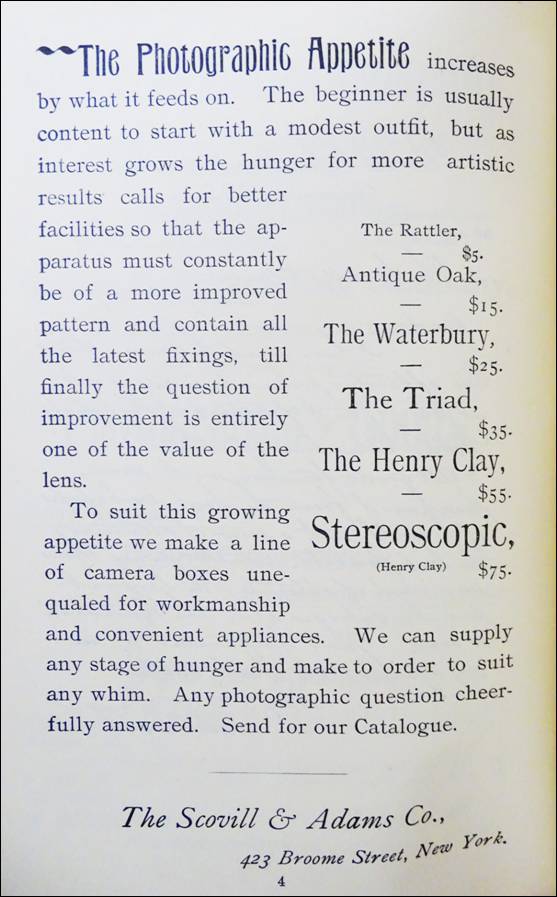 The Photographic Appetite increases
by what it feeds on. The beginner is usually
content to start with a modest outfit, but as
interest grows the hunger for more artistic
results calls for better
facilities so that the ap-
paratus must constantly
be of a more improved
pattern and contain all
the latest fixings, till
finally the question of
improvement is entirely
one of the value of the
lens.
To suit this growing
appetite we make a line
of camera boxes une-
qualed for workmanship
The Rattler,
— $5.
Antique Oak,
— $15.
The Waterbury,
— $25.
The Triad,
— $35.
The Henry Clay,
— $55.
Stereoscopic,
(Henry Clay) $75.
and convenient appliances. We can supply
any stage of hunger and make to order to suit
any whim. Any photographic question cheer-
fully answered. Send for our Catalogue.
The Scovill & Adams Co.,
423 Broome Street, New York.
4